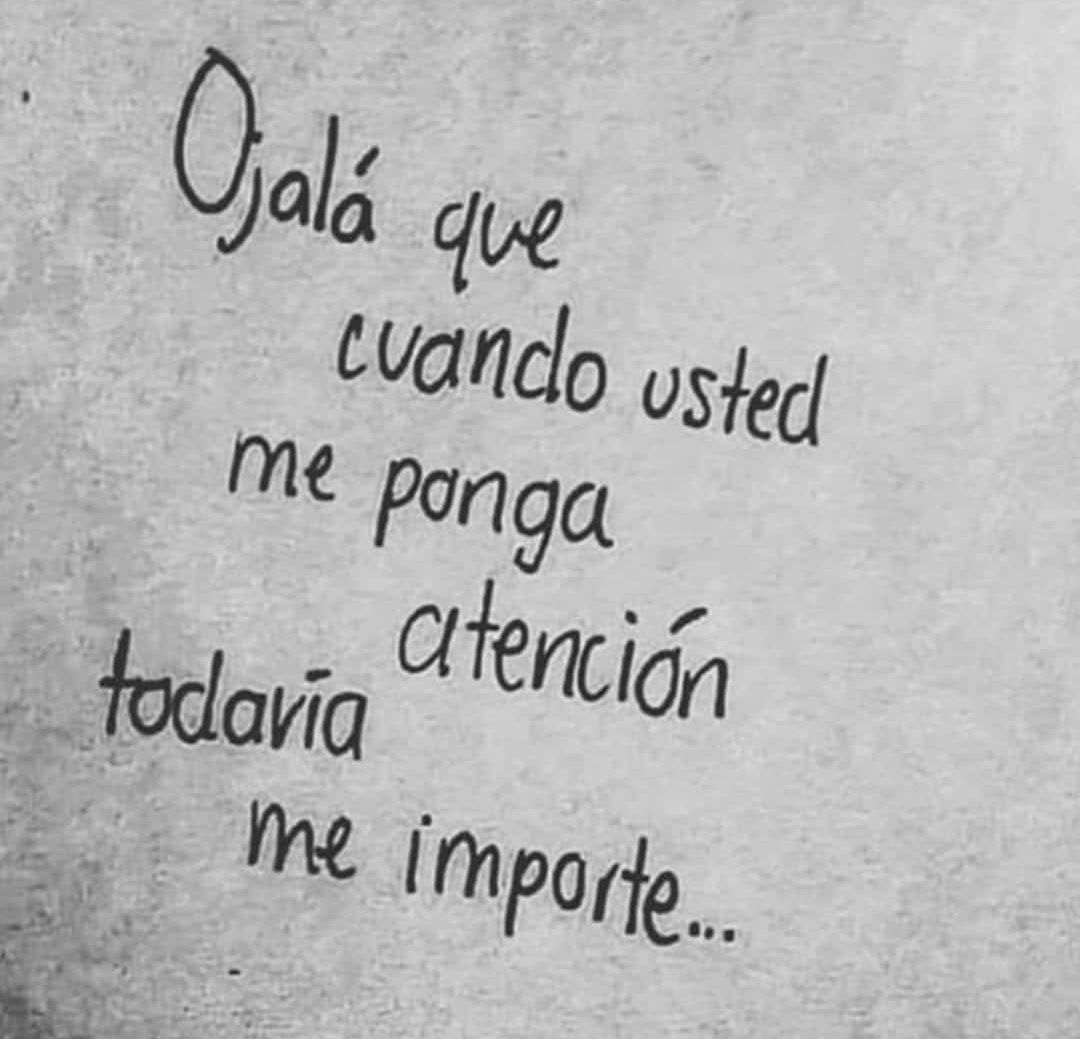 Ojalá que
cuando usted
me ponga
atención
todavía
me importe...